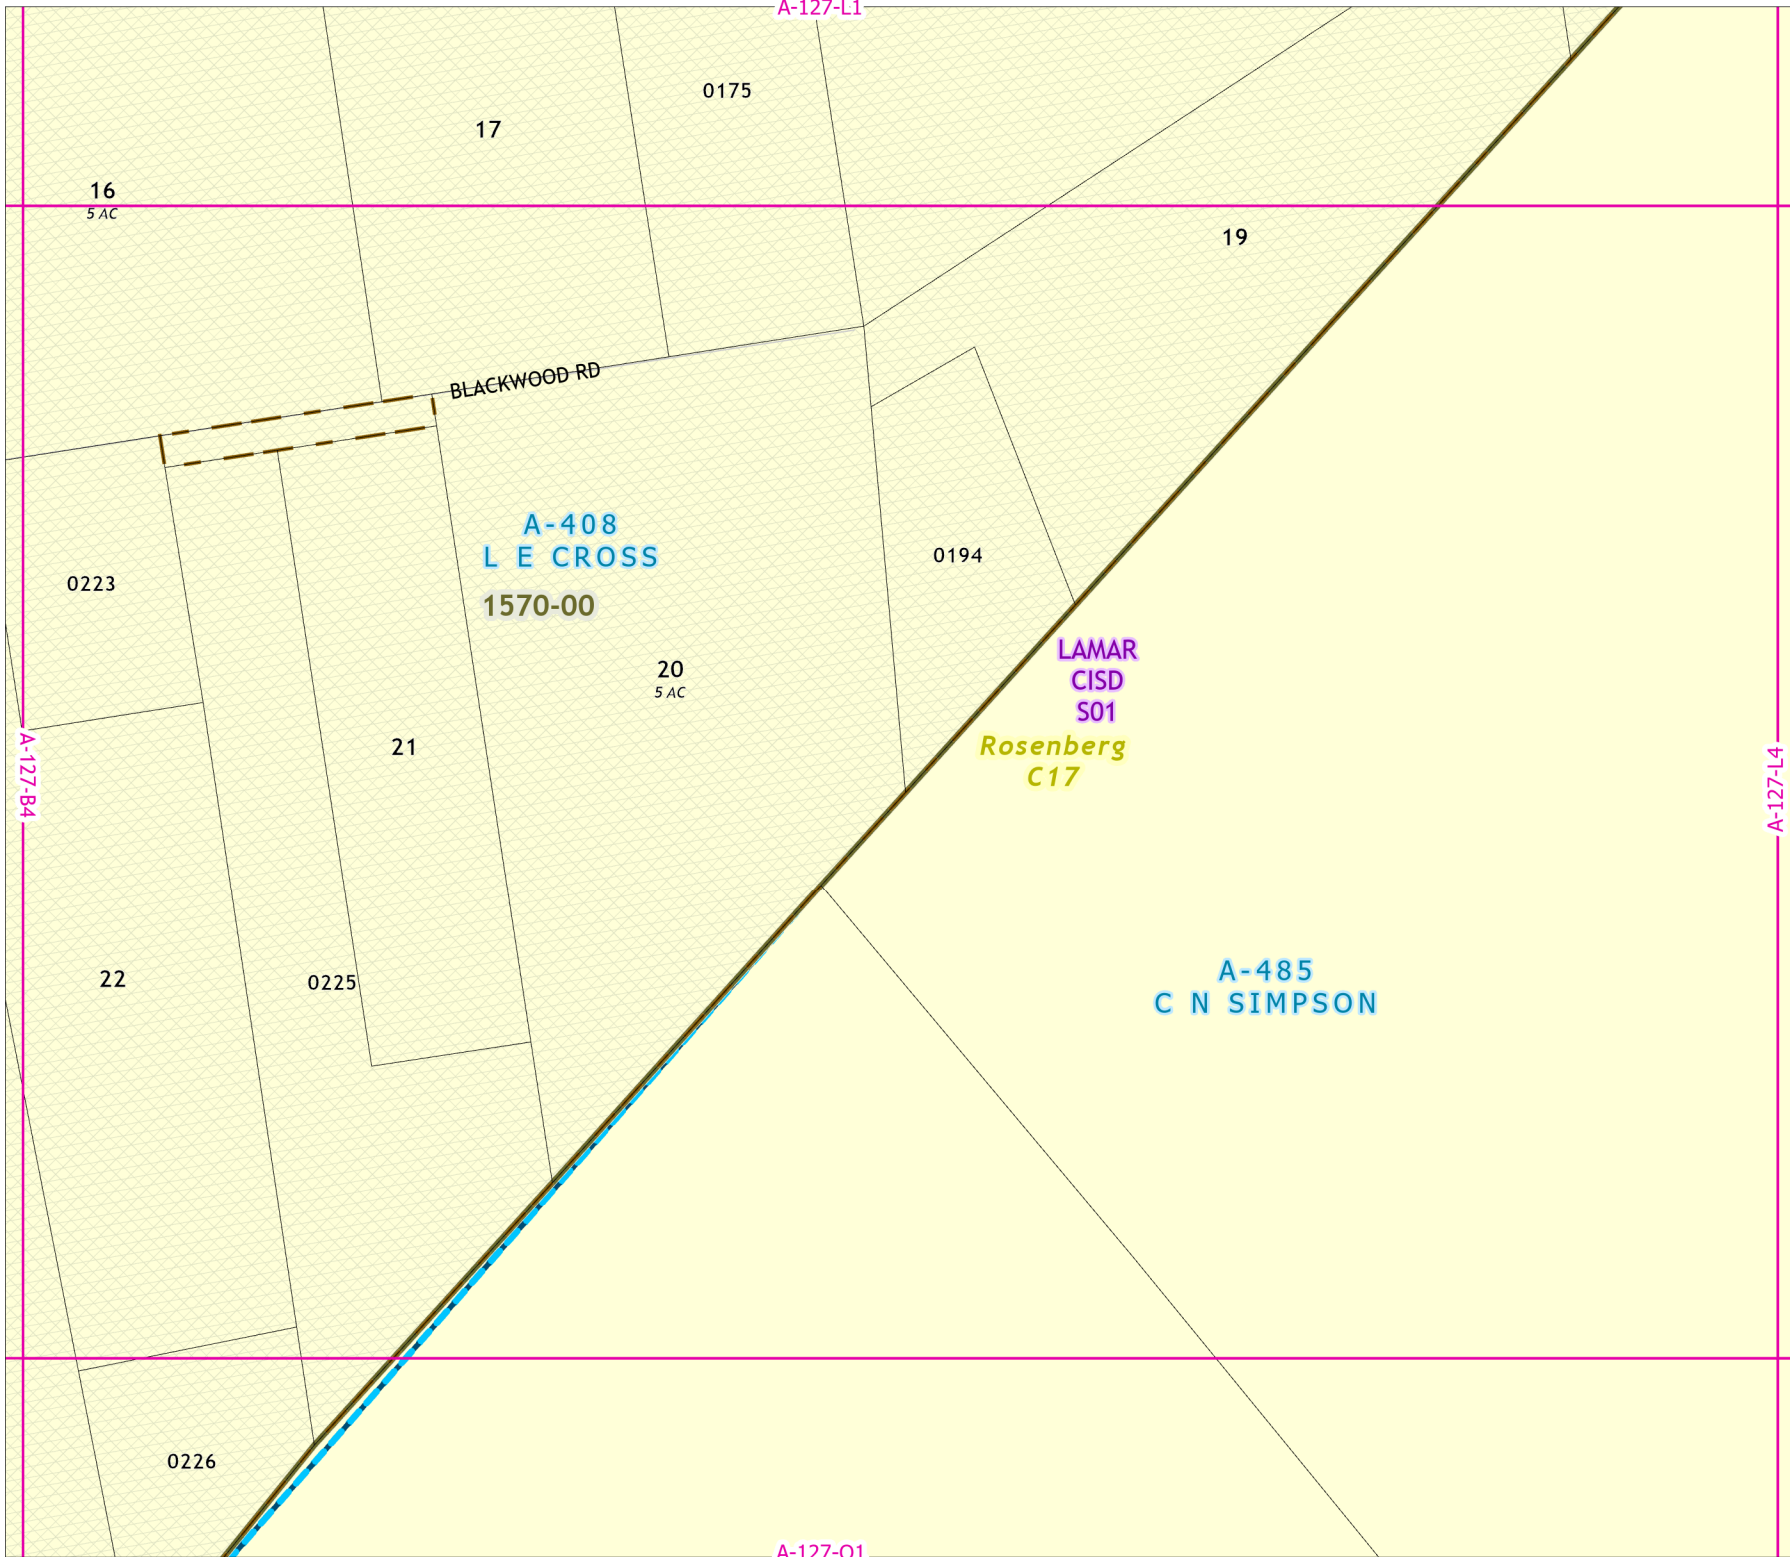 A-127-L1
0175
17
16
5 AC
19
BLACKWOOD RD
A-408
L E CROSS
0194
0223
1570-00
LAMAR
CISD
S01
20
5 AC
21
Rosenberg
C17
A-127-B4
A-127-L4
22
0225
A-485
C N SIMPSON
0226
A-127-O1